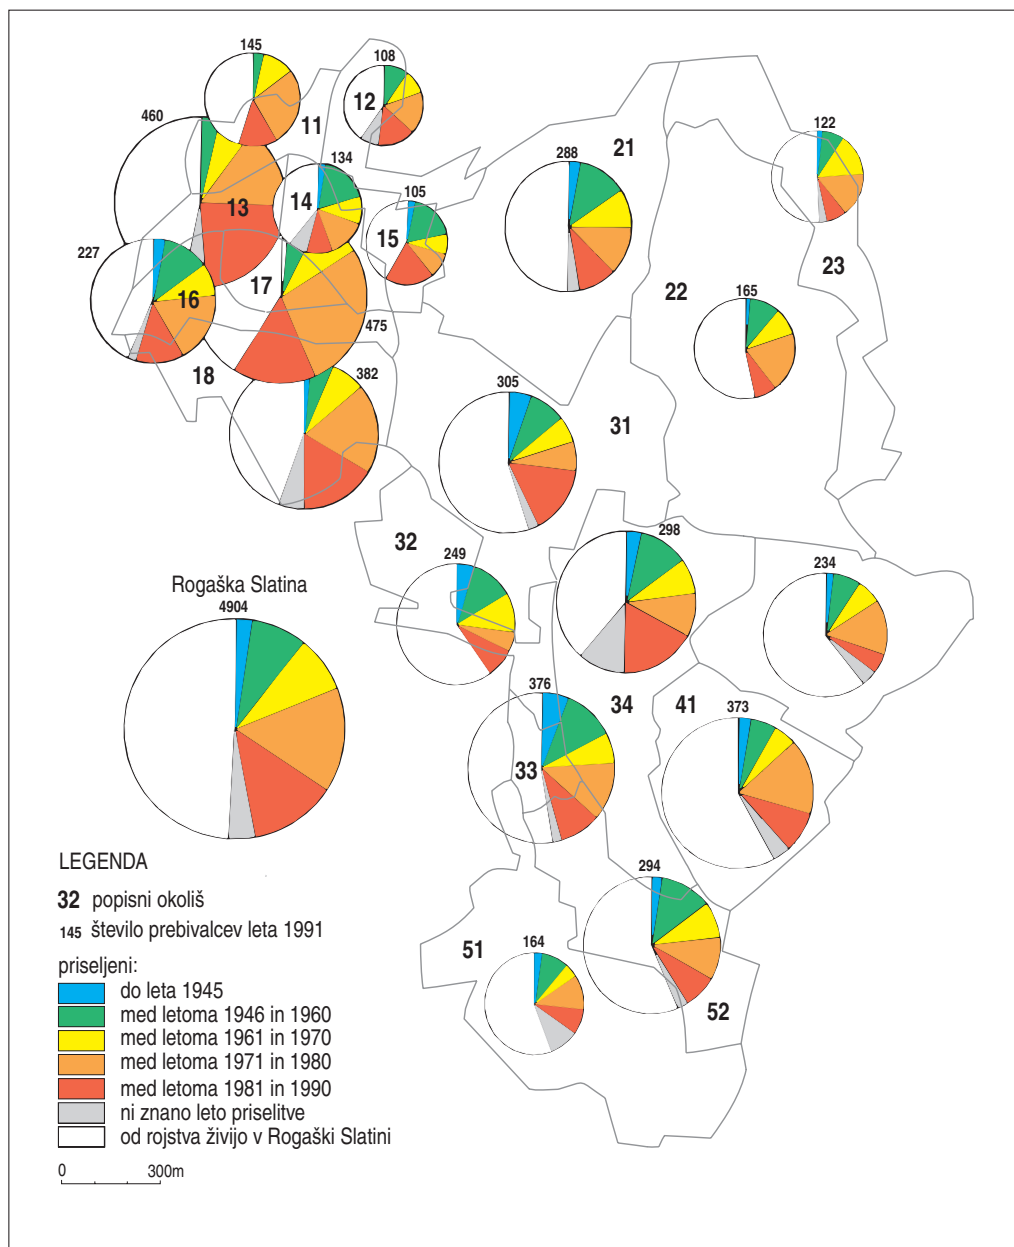 145
108
12
11
460
134
14
13
105
15
288
21
122
23
227
16
17
475
18
382
22
165
305
31
32
249
298
234
Rogaška Slatina
4904
376
34
41
373
33
294
51
164
52
LEGENDA
32 popisni okoliš
145 število prebivalcev leta 1991
priseljeni:
do leta 1945
med letoma 1946 in 1960
med letoma 1961 in 1970
med letoma 1971 in 1980
med letoma 1981 in 1990
ni znano leto priselitve
od rojstva živijo v Rogaški Slatini
0 300m